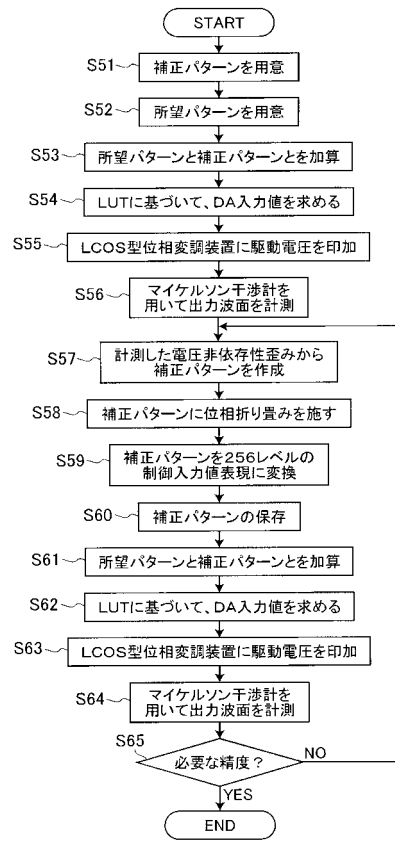 START
S51
補正パターンを用意
S52
所望パターンを用意
S53
所望パターンと補正パターンとを加算
S54
LUTに基づいて、DA入力値を求める
S55
LCOS型位相変調装置に駆動電圧を印加
S56
マイケルソン干渉計を
用いて出力波面を計測
S57
計測した電圧非依存性歪みから
補正パターンを作成
S58
補正パターンに位相折り畳みを施す
S59
補正パターンを256レベルの
制御入力値表現に変換
S60
補正パターンの保存
S61
所望パターンと補正パターンとを加算
S62
LUTに基づいて、DA入力値を求める
S63
LCOS型位相変調装置に駆動電圧を印加
S64
マイケルソン干渉計を
用いて出力波面を計測
S65
必要な精度?
NO
YES
END